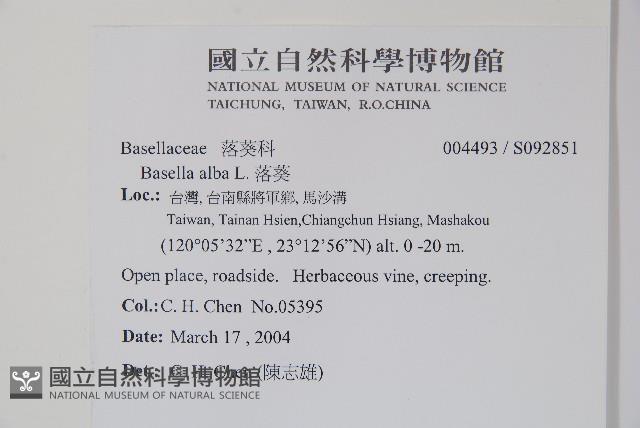 國立自然科學博物館
NATIONAL MUSEUM OF NATURAL SCIENCE
TAICHUNG, TAIWAN, R.O.CHINA
Basellaceae 落葵科 004493 / S092851
Basella alba L. 落葵
Loc.: 台灣, 台南縣將軍鄉, 馬沙溝
Taiwan, Tainan Hsien,Chiangchun Hsiang, Mashakou
(120°05’32”E , 23°12’56”N) alt. 0 -20 m.
Open place, roadside. Herbaceous vine, creeping.
Col.:C. H. Chen No.05395
Date: March 17 , 2004
Det.: C. H. Chen (陳志雄)
國立自然科學博物館
NATIONAL MUSEUM OF NATURAL SCIENCE